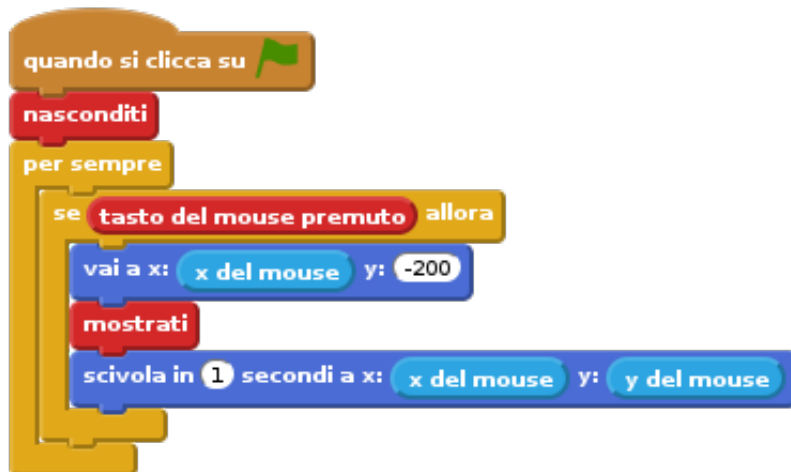 quando si clicca su
nasconditi
per sempre
se tasto del mouse premuto allora
vai a x: x del mouse y: -200
mostrati
scivola in 1 secondi a x: x del mouse y: y del mouse